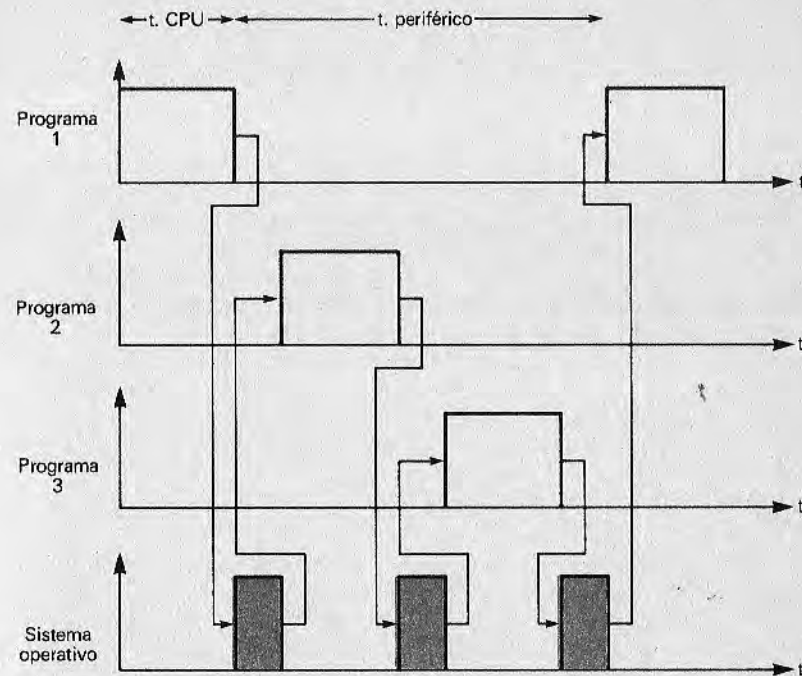 t. CPU
t. periférico
Programa
1
t
Programa
2
t
Programa
3
t
Sistema
operativo
t